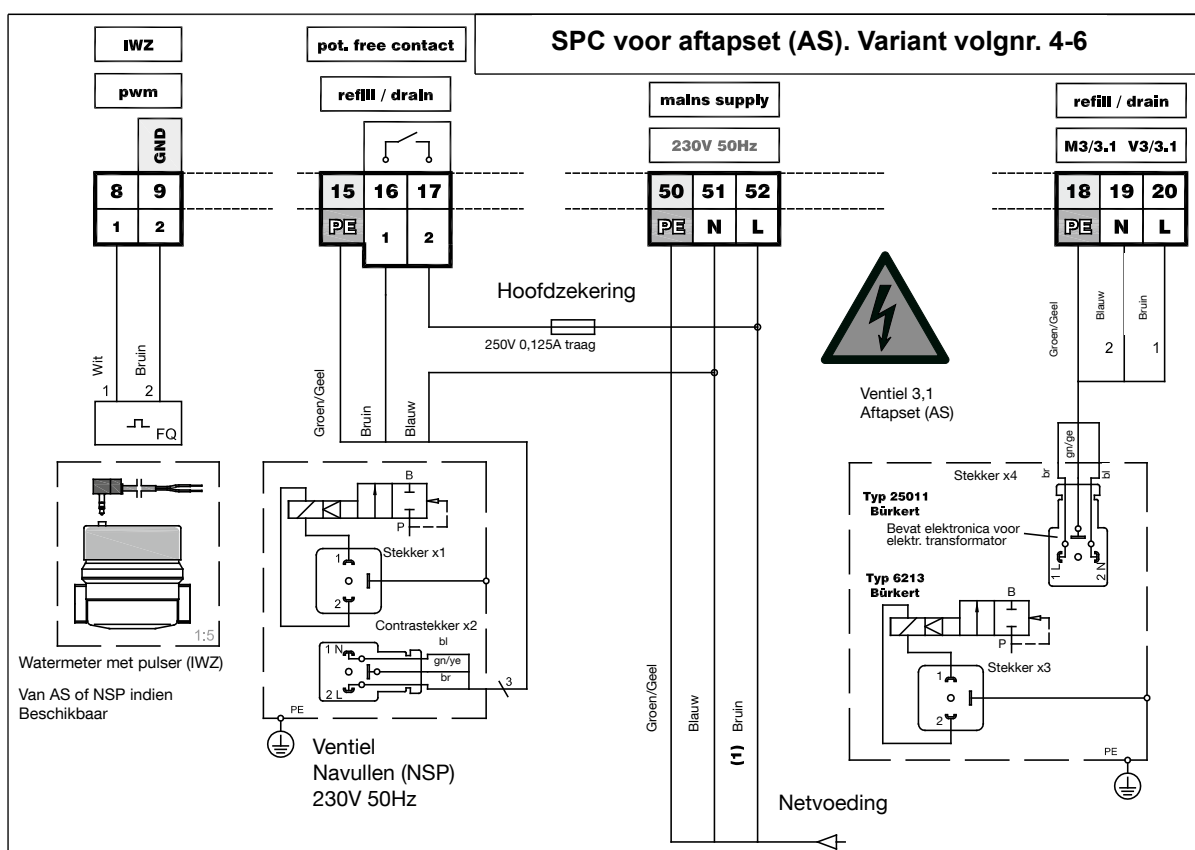 SPC voor aftapset (AS). Variant volgnr. 4-6
IWZ
pwm
GND
8 9
1 2
Wit
Bruin
1 2
FQ
1:5
Watermeter met pulser (IWZ)
Van AS of NSP indien
Beschikbaar
pot. free contact
refill / drain
15 16 17
PE 1 2
Groen/Geel
Bruin
Blauw
Hoofdzekering
250V 0,125A traag
B
P
Stekker x1
1
2
Contrastekker x2
bl
1 N
gn/ye
br
2 L
3
PE
Ventiel
Navullen (NSP)
230V 50Hz
mains supply
230V 50Hz
50 51 52
PE N L
Groen/Geel
Blauw
(1) Bruin
Netvoeding
refill / drain
M3/3.1 V3/3.1
18 19 20
PE N L
Groen/Geel
Blauw
Bruin
2 1
Ventiel 3,1
Aftapset (AS)
Stekker x4
br
gn/ge
bl
Typ 25011
Bürkert
Bevat elektronica voor
elektr. transformator
1 L
2 N
Typ 6213
Bürkert
B
P
Stekker x3
1
2
PE